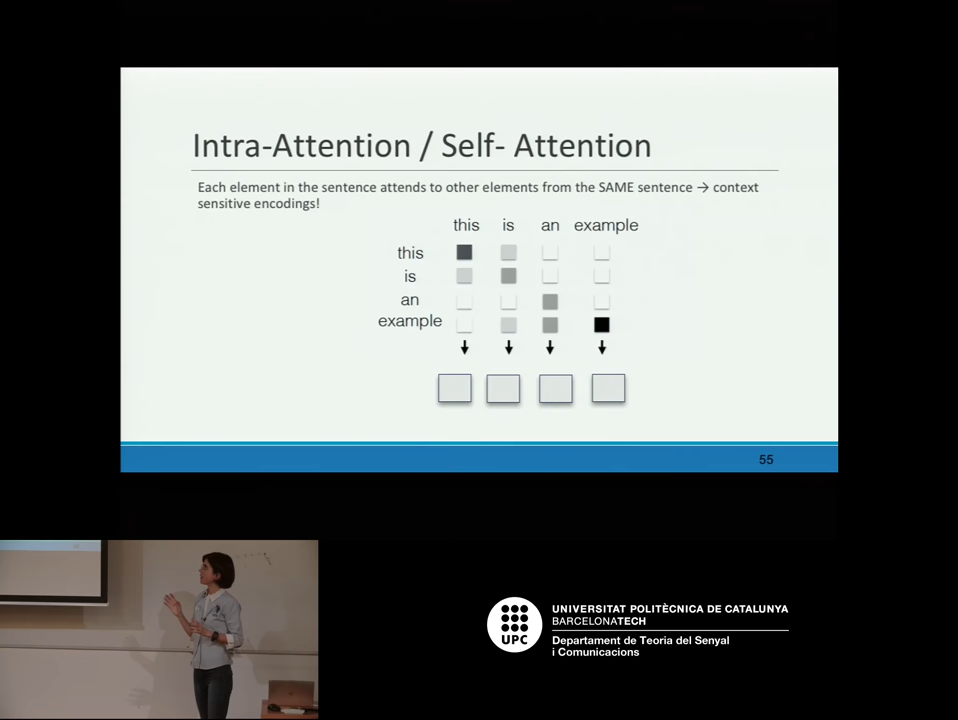 Intra-Attention / Self- Attention
Each element in the sentence attends to other elements from the SAME sentence → context
sensitive encodings!
this is an example
this
is
an
example
55
UPC
UNIVERSITAT POLITÈCNICA DE CATALUNYA
BARCELONATECH
Departament de Teoria del Senyal
i Comunicacions